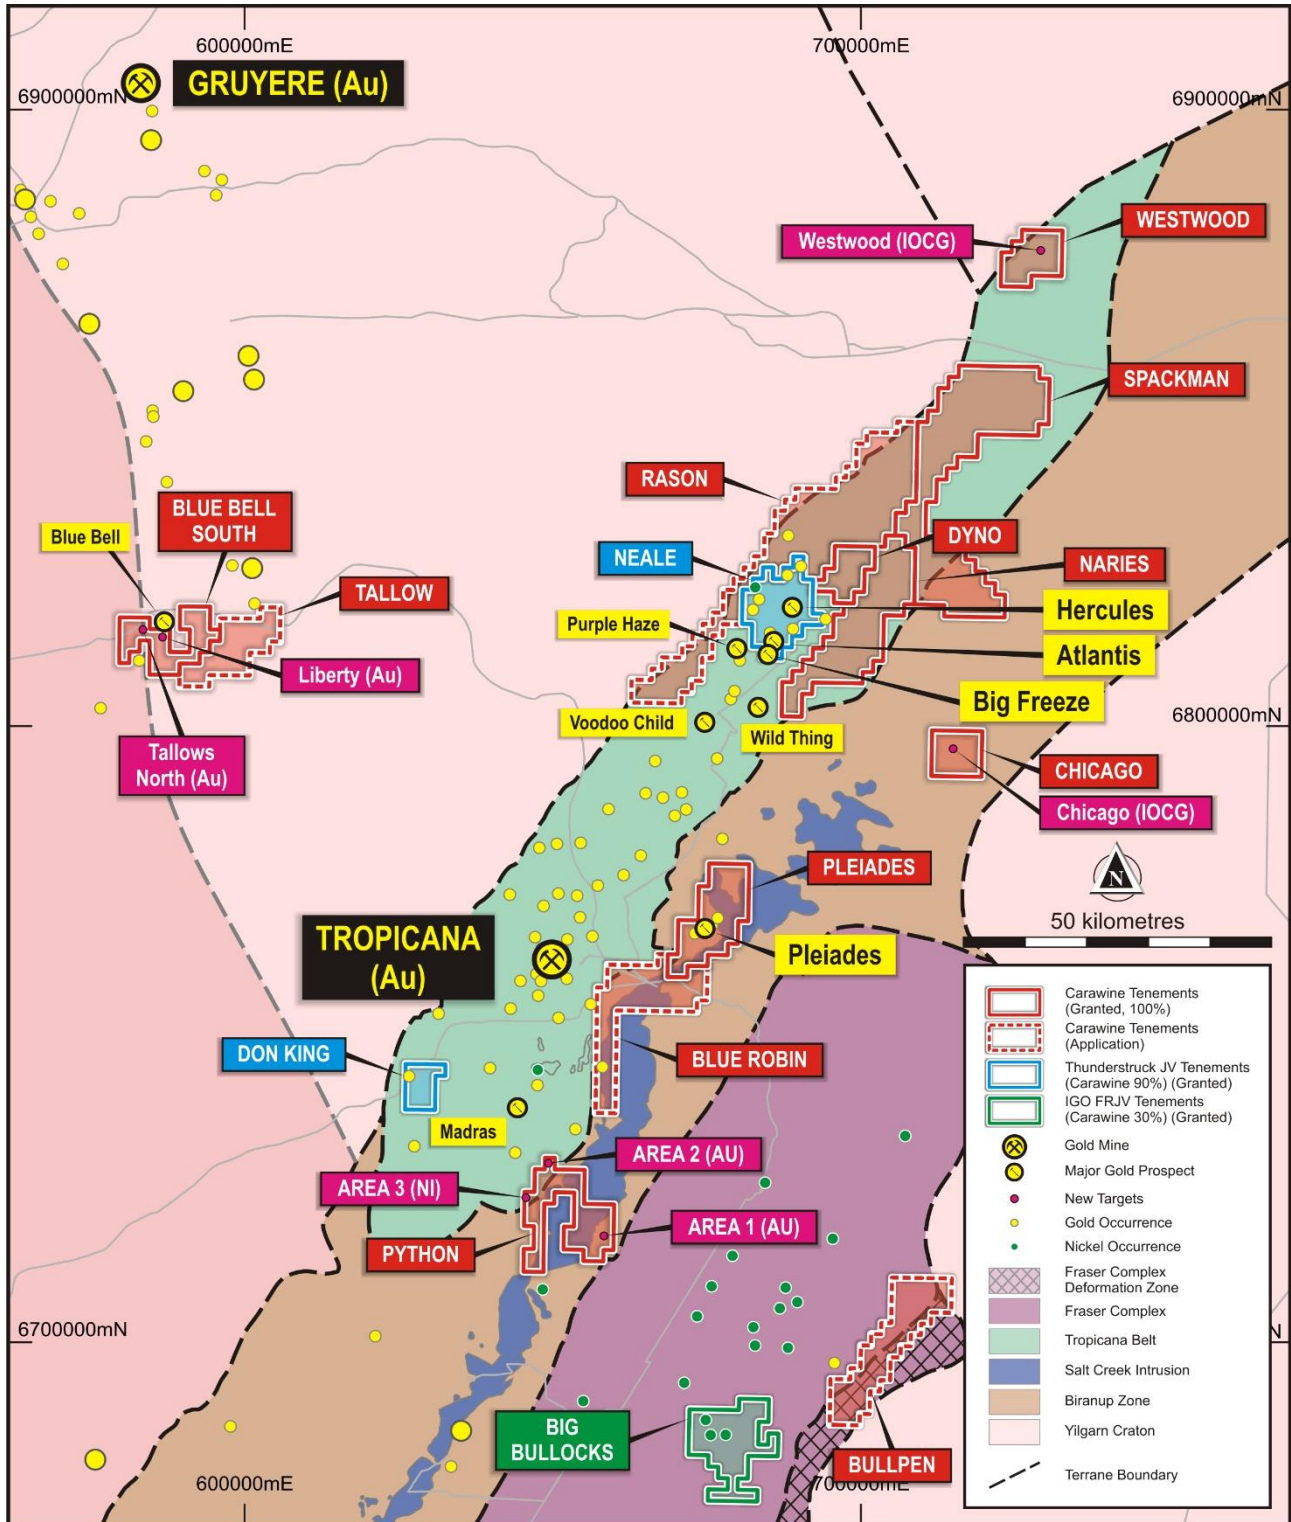 600000mE
700000mE
GRUYERE (Au)
6900000mN
6900000mN
WESTWOOD
Westwood (IOCG)
SPACKMAN
RASON
BLUE BELL
SOUTH
Blue Bell
DYNO
NEALE
NARIES
TALLOW
Hercules
Purple Haze
Atlantis
Liberty (Au)
Big Freeze
Voodoo Child
Wild Thing
6800000mN
Tallows
North (Au)
CHICAGO
Chicago (IOCG)
PLEIADES
N
50 kilometres
TROPICANA
(Au)
Pleiades
DON KING
BLUE ROBIN
Madras
AREA 2 (AU)
AREA 3 (NI)
AREA 1 (AU)
PYTHON
6700000mN
N
BIG
BULLOCKS
BULLPEN
600000mE
700000mE
Carawine Tenements
(Granted, 100%)
Carawine Tenements
(Application)
Thunderstruck JV Tenements
(Carawine 90%) (Granted)
IGO FRJV Tenements
(Carawine 30%) (Granted)
Gold Mine
Major Gold Prospect
New Targets
Gold Occurrence
Nickel Occurrence
Fraser Complex
Deformation Zone
Fraser Complex
Tropicana Belt
Salt Creek Intrusion
Biranup Zone
Yilgarn Craton
Terrane Boundary